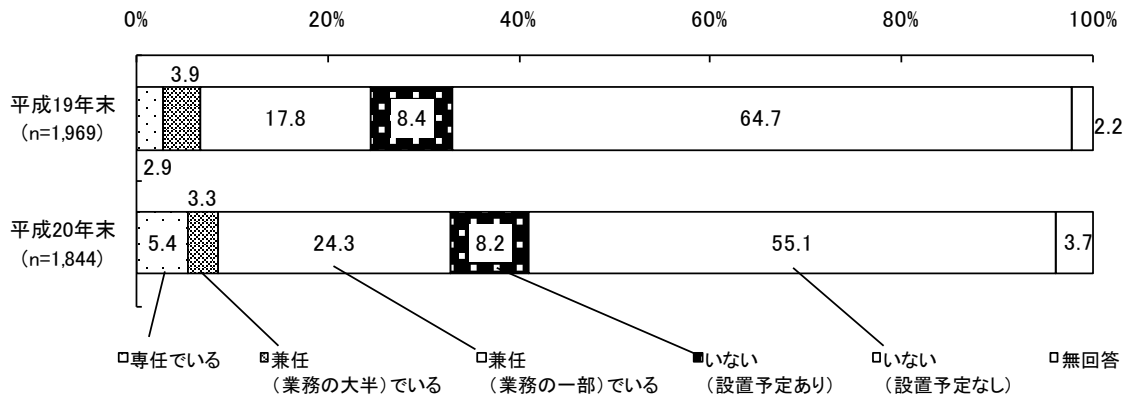 0% 20% 40% 60% 80% 100%
3.9
平成19年末
(n=1,969)
17.8 8.4 64.7 2.2
2.9
3.3
平成20年末
(n=1,844)
5.4 24.3 8.2 55.1 3.7
専任でいる 兼任 兼任 いない いない 無回答
（業務の大半）でいる （業務の一部）でいる （設置予定あり） （設置予定なし）